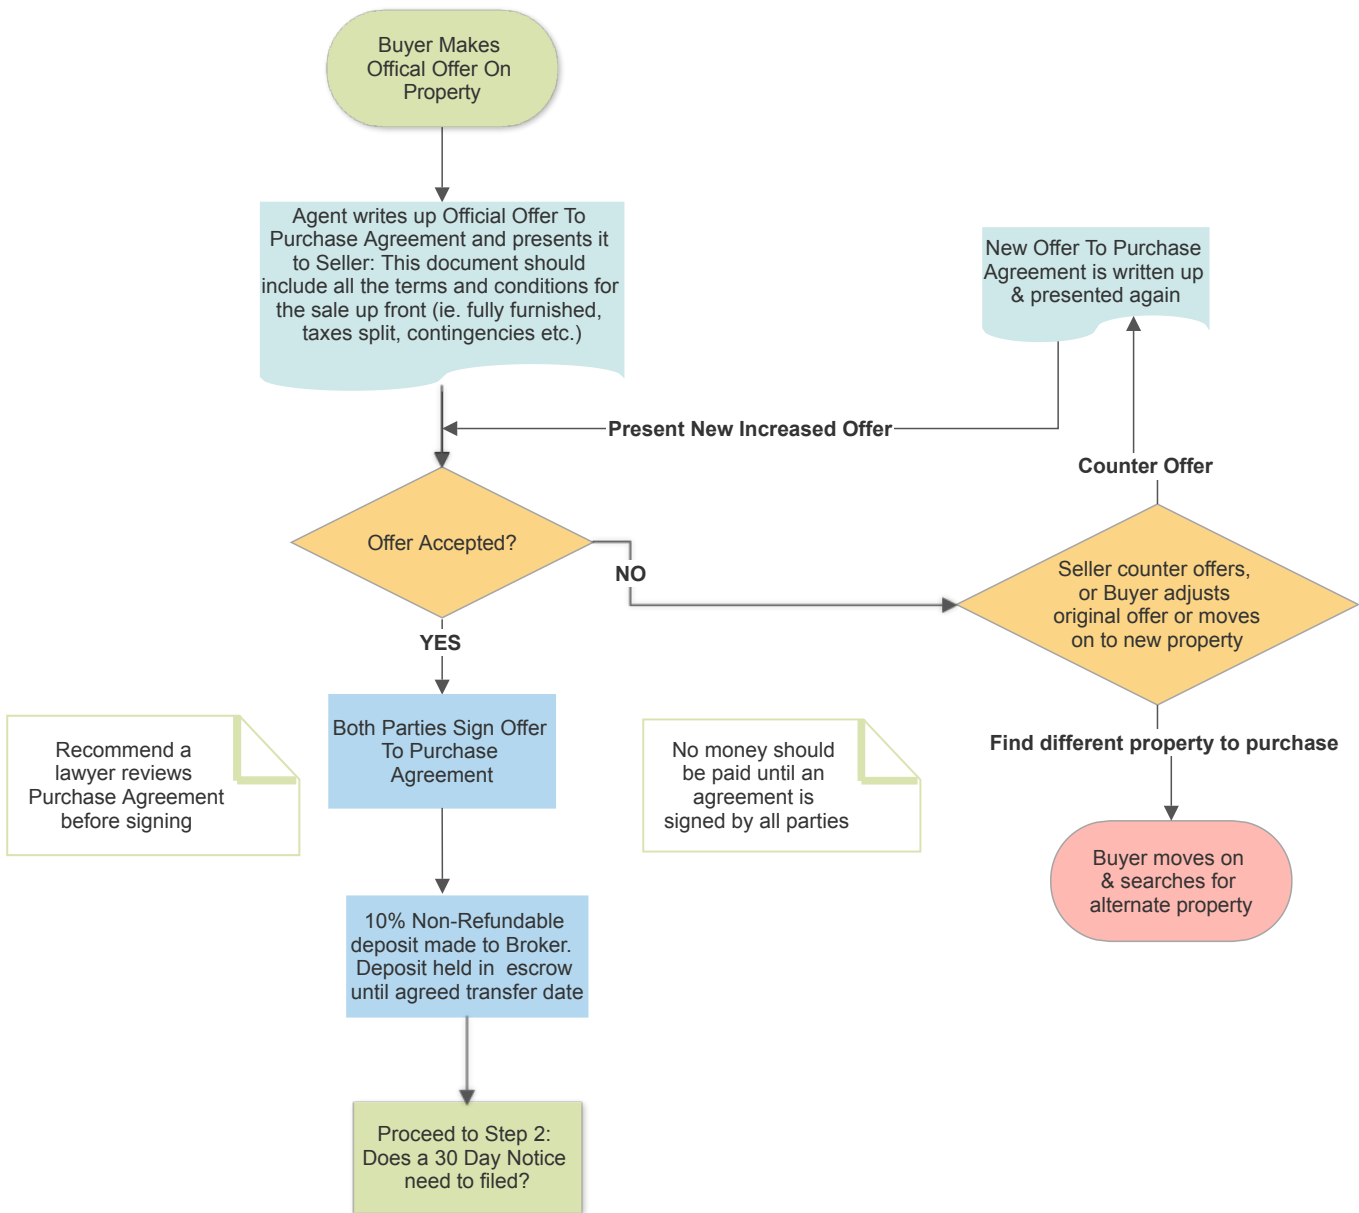 Buyer Makes
Offical Offer On
Property
Agent writes up Official Offer To
Purchase Agreement and presents it
to Seller: This document should
include all the terms and conditions for
the sale up front (ie. fully furnished,
taxes split, contingencies etc.)
New Offer To Purchase
Agreement is written up
& presented again
Present New Increased Offer
Counter Offer
Offer Accepted?
NO
Seller counter offers,
or Buyer adjusts
original offer or moves
on to new property
YES
Both Parties Sign Offer
To Purchase
Agreement
Recommend a
lawyer reviews
Purchase Agreement
before signing
No money should
be paid until an
agreement is
signed by all parties
Find different property to purchase
Buyer moves on
& searches for
alternate property
10% Non-Refundable
deposit made to Broker.
Deposit held in escrow
until agreed transfer date
Proceed to Step 2:
Does a 30 Day Notice
need to filed?